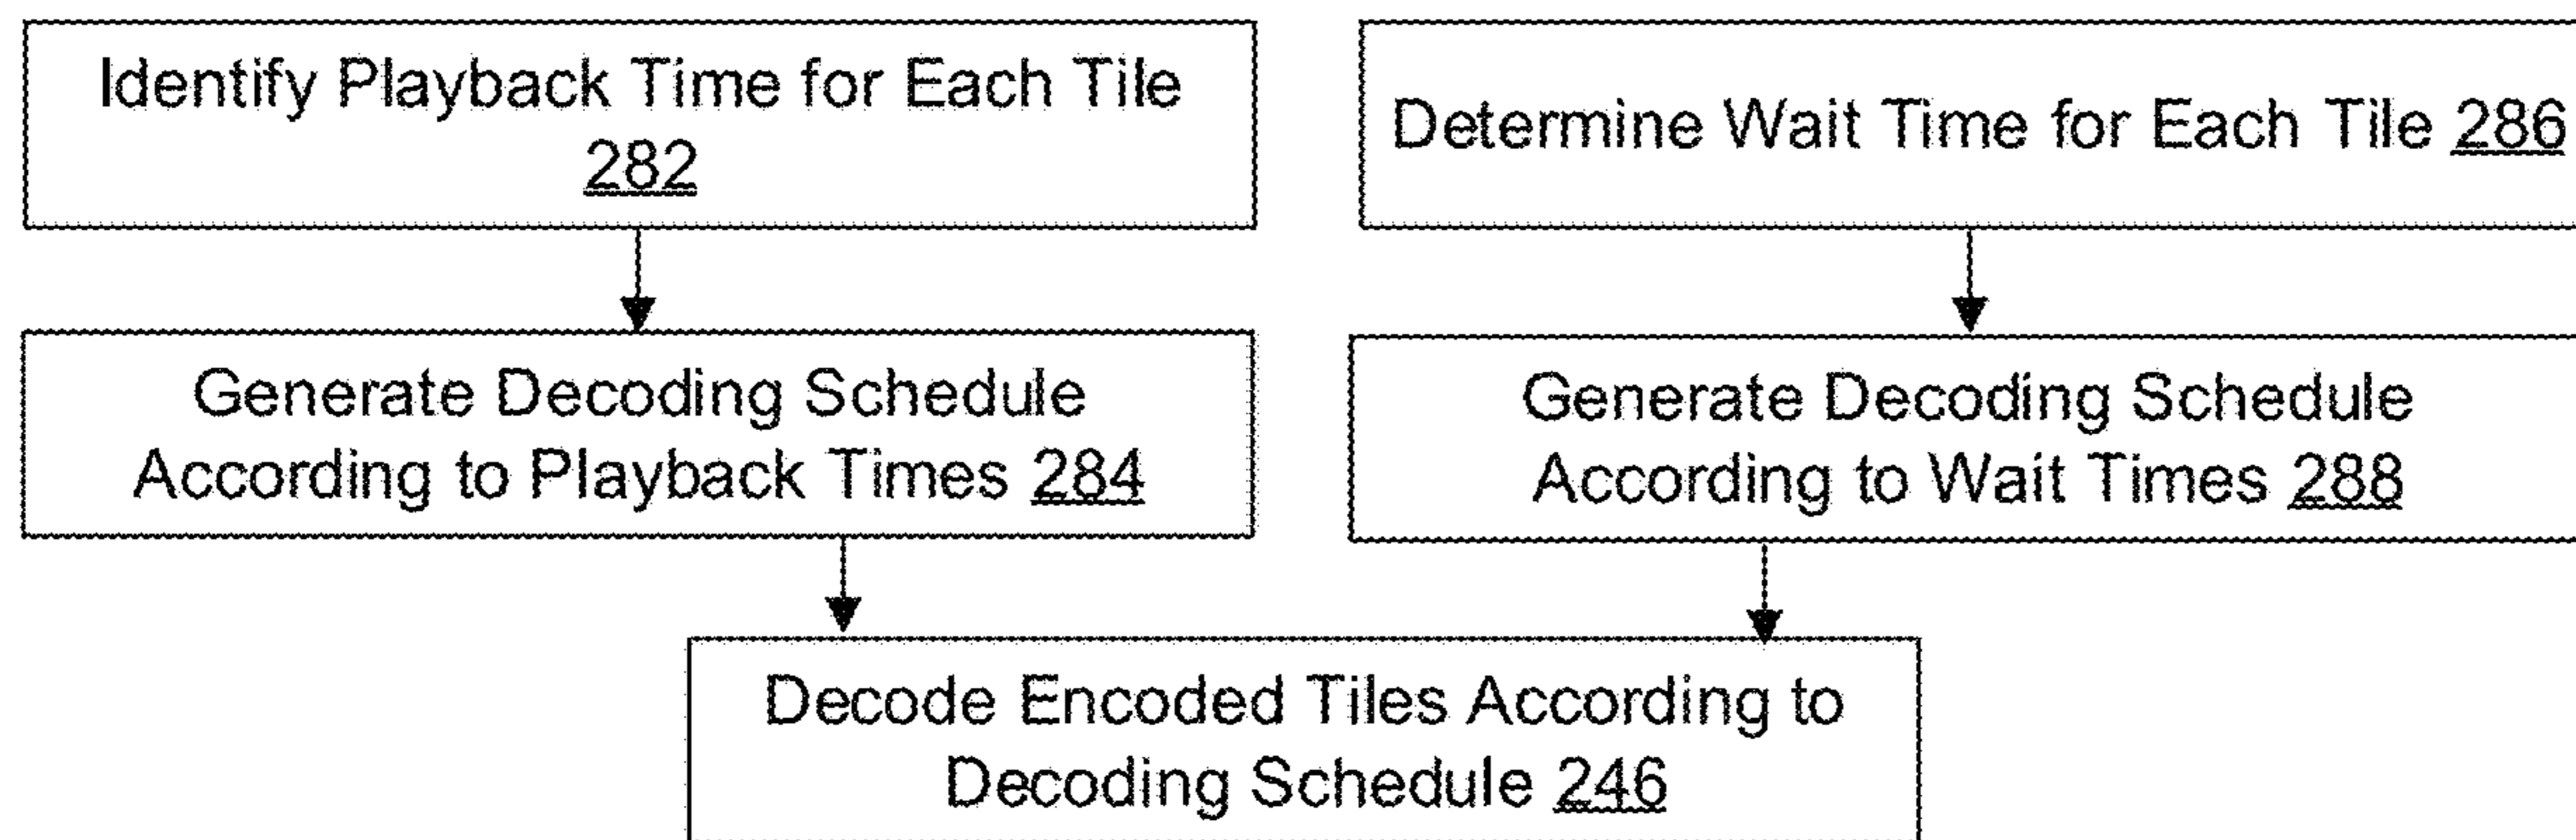 Identify Playback Time for Each Tile
282
Determine Wait Time for Each Tile 286
Generate Decoding Schedule
According to Playback Times 284
Generate Decoding Schedule
According to Wait Times 288
Decode Encoded Tiles According to
Decoding Schedule 246